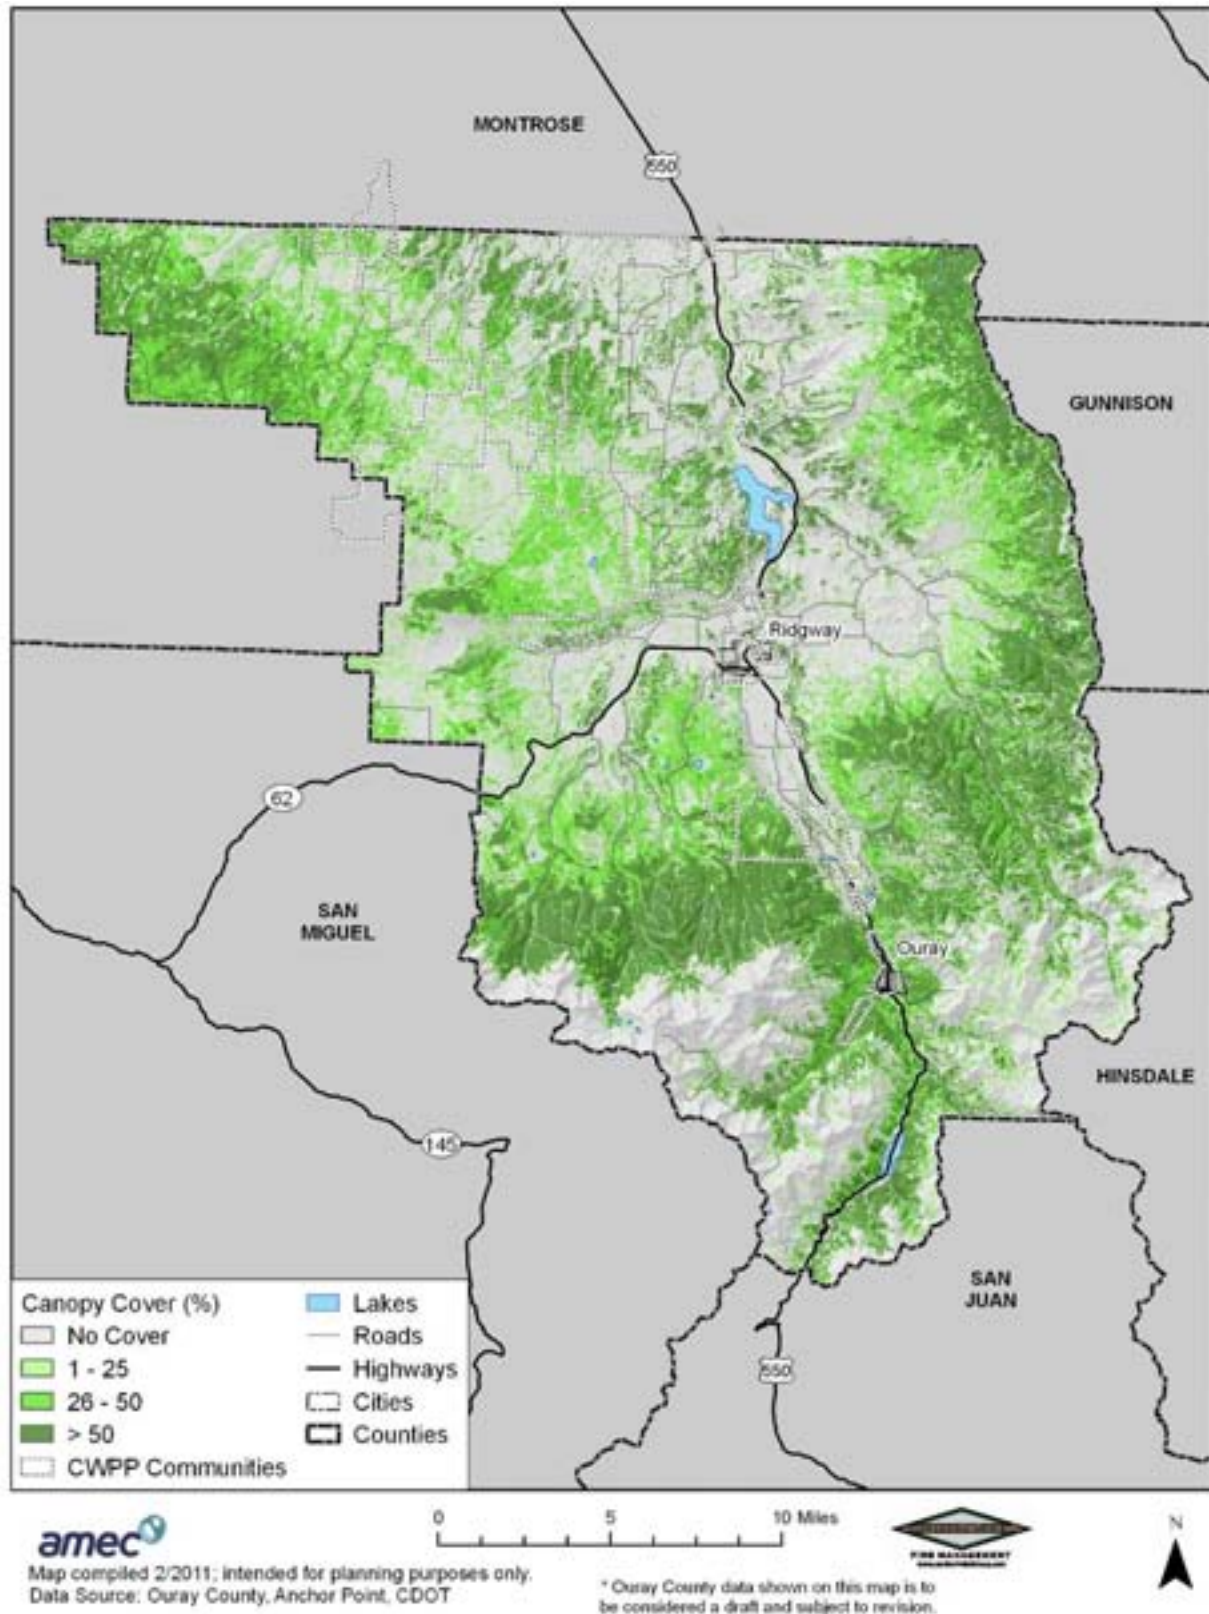 MONTROSE
550
GUNNISON
Ridgway
62
SAN
MIGUEL
Ouray
HINSDALE
145
SAN
JUAN
550
Canopy Cover (%)
No Cover
1 - 25
26 - 50
> 50
CWPP Communities
Lakes
Roads
Highways
Cities
Counties
amec
0 5 10 Miles
N
FIRE MANAGEMENT
Map compiled 2/2011; intended for planning purposes only.
Data Source: Ouray County, Anchor Point, CDOT
* Ouray County data shown on this map is to
be considered a draft and subject to revision.